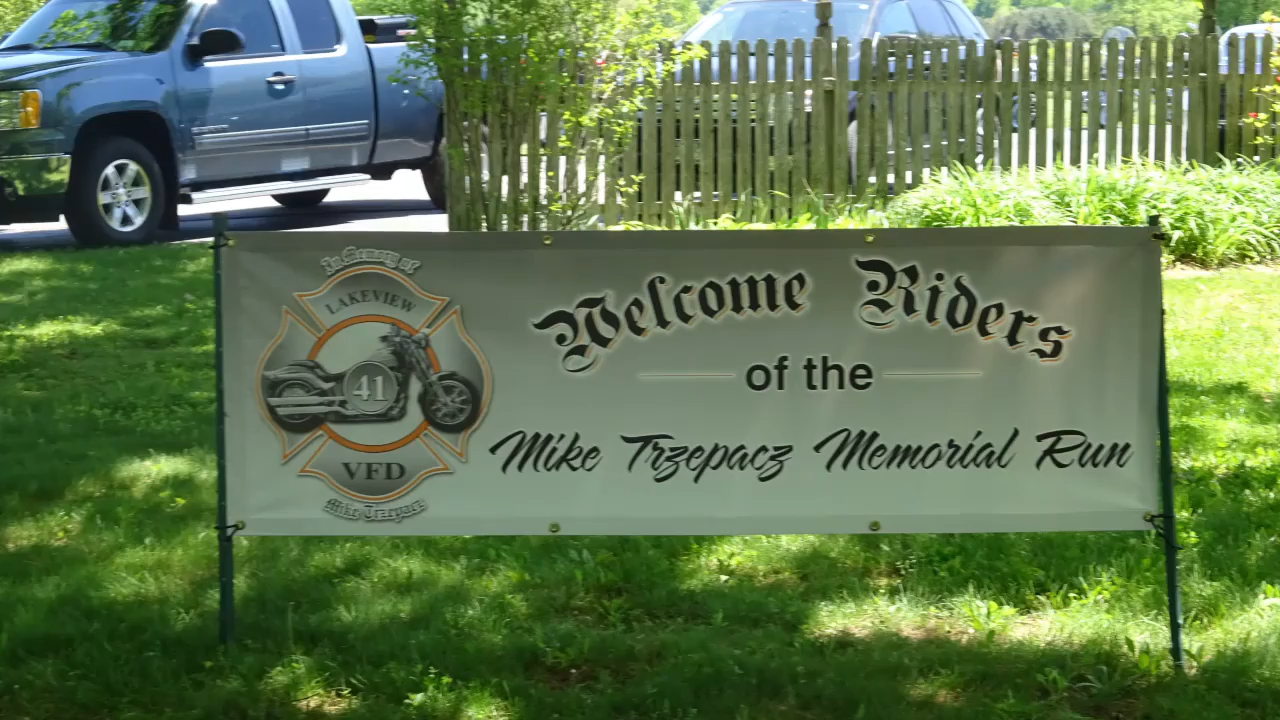 In Memory of
LAKEVIEW
41
VFD
Mike Trzepacz
Welcome Riders
of the
Mike Trzepacz Memorial Run